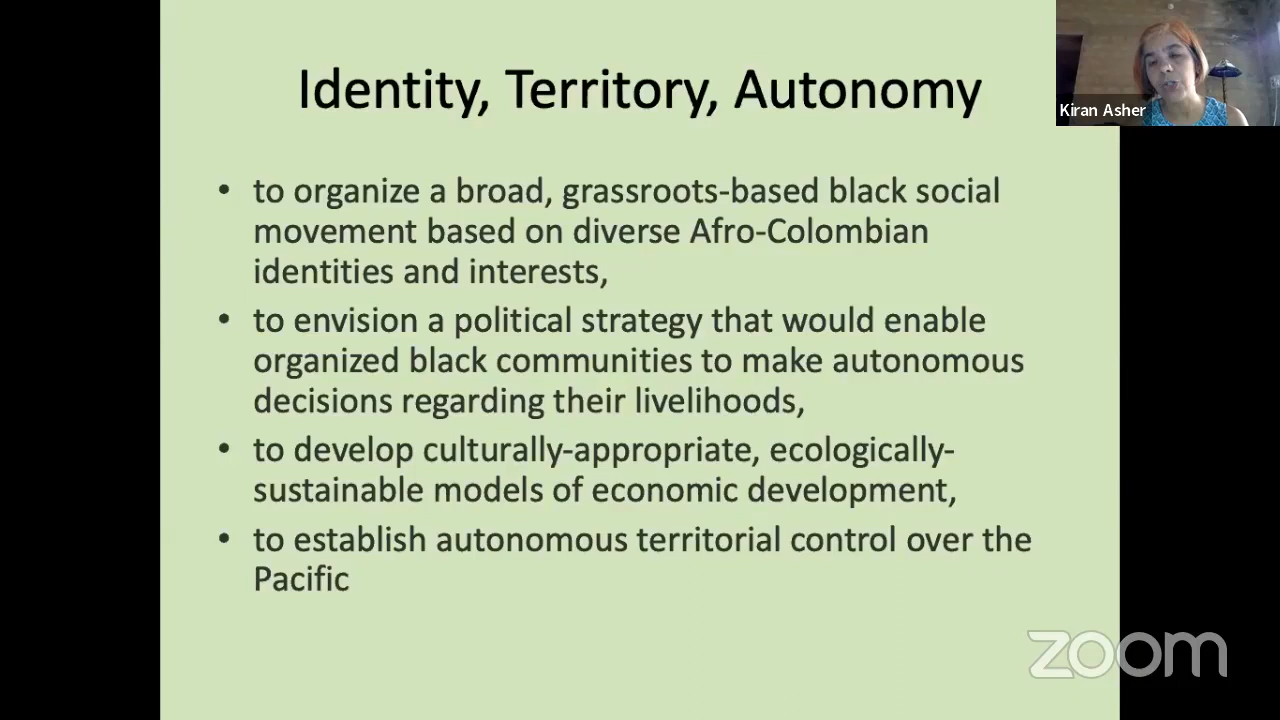 Identity, Territory, Autonomy
Kiran Asher
• to organize a broad, grassroots-based black social
movement based on diverse Afro-Colombian
identities and interests,
• to envision a political strategy that would enable
organized black communities to make autonomous
decisions regarding their livelihoods,
• to develop culturally-appropriate, ecologically-
sustainable models of economic development,
• to establish autonomous territorial control over the
Pacific
zoom